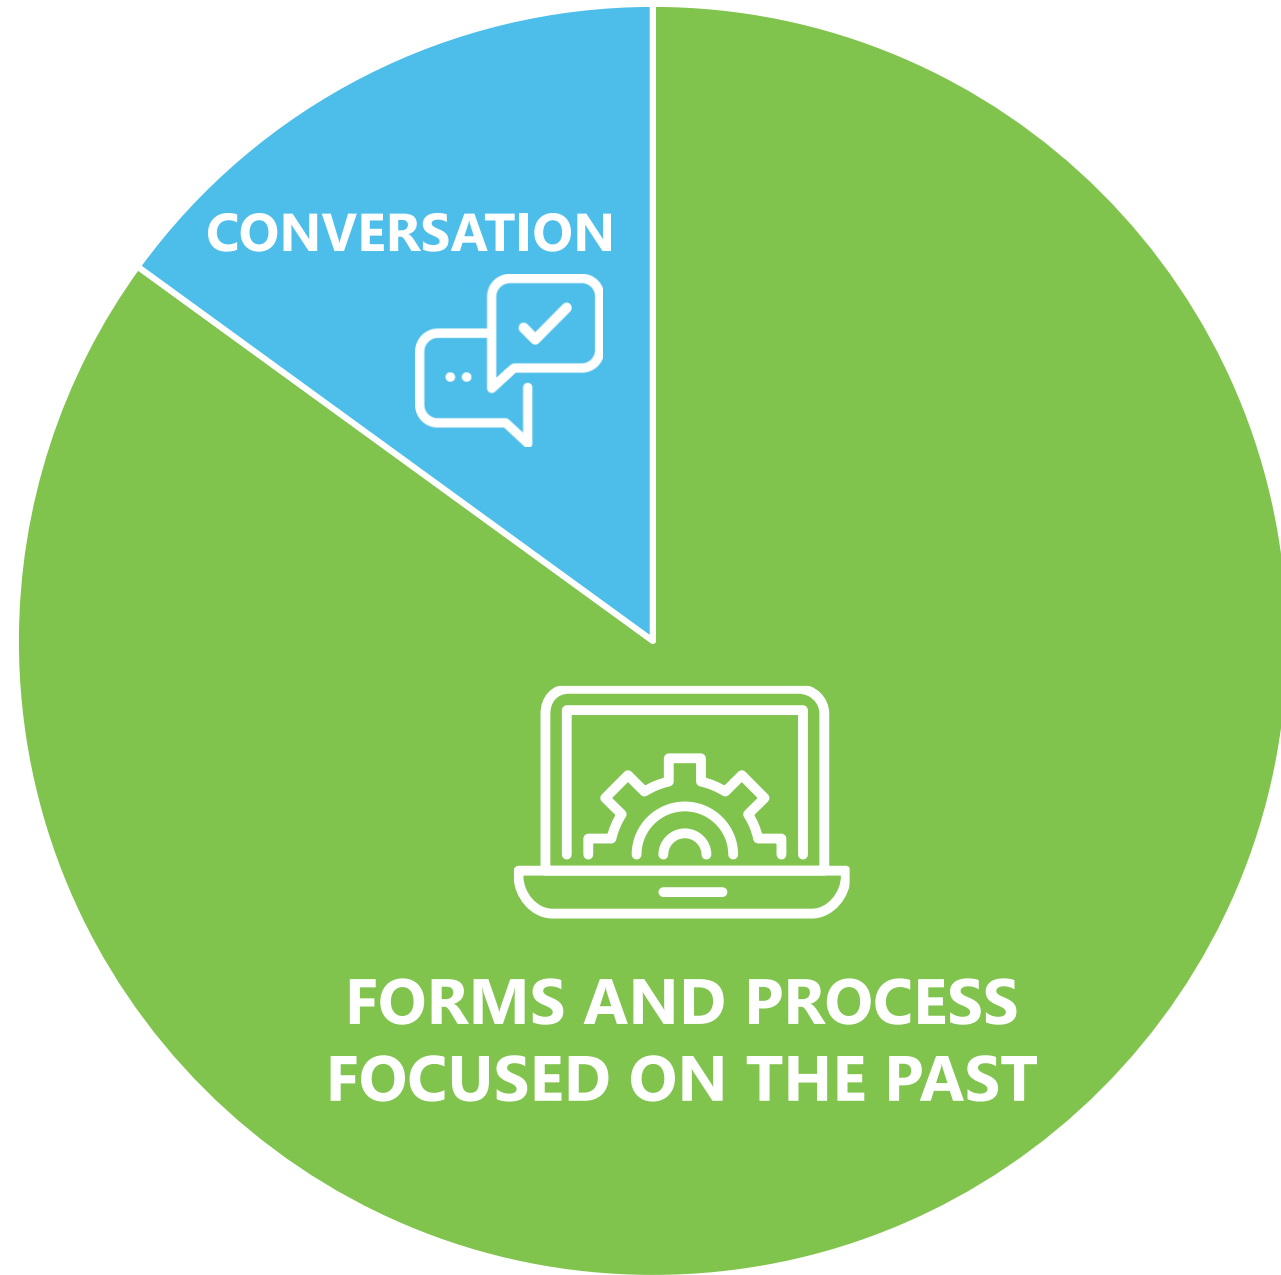 CONVERSATION
FORMS AND PROCESS
FOCUSED ON THE PAST